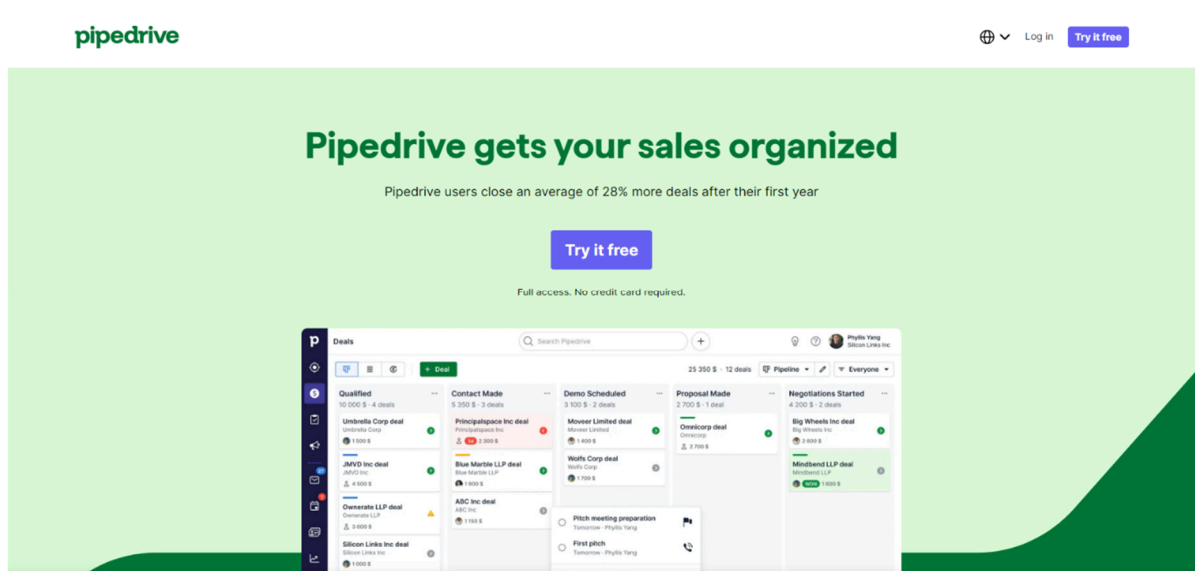 pipedrive
Log in
Try it free
Pipedrive gets your sales organized
Pipedrive users close an average of 28% more deals after their first year
Try it free
Full access. No credit card required.
Deals
Search Pipedrive
Phyllis Yang
Silicon Links Inc
+ Deal
25 350 $ · 12 deals
Pipeline
Everyone
Qualified
10 000 $ · 4 deals
Umbrella Corp deal
Umbrella Corp
1 500 $
JMVD Inc deal
JMVD Inc
4 500 $
Ownerate LLP deal
Ownerate LLP
3 000 $
Silicon Links Inc deal
Silicon Links Inc
1 000 $
Contact Made
5 350 $ · 3 deals
Principalspace Inc deal
Principalspace Inc
2 300 $
Blue Marble LLP deal
Blue Marble LLP
1 900 $
ABC Inc deal
ABC Inc
1 150 $
Demo Scheduled
3 100 $ · 2 deals
Moveer Limited deal
Moveer Limited
1 400 $
Wolfs Corp deal
Wolfs Corp
1 700 $
Pitch meeting preparation
Tomorrow · Phyllis Yang
First pitch
Tomorrow · Phyllis Yang
Proposal Made
2 700 $ · 1 deal
Omnicorp deal
Omnicorp
2 700 $
Negotiations Started
4 200 $ · 2 deals
Big Wheels Inc deal
Big Wheels Inc
2 600 $
Mindbend LLP deal
Mindbend LLP
WON 1 600 $